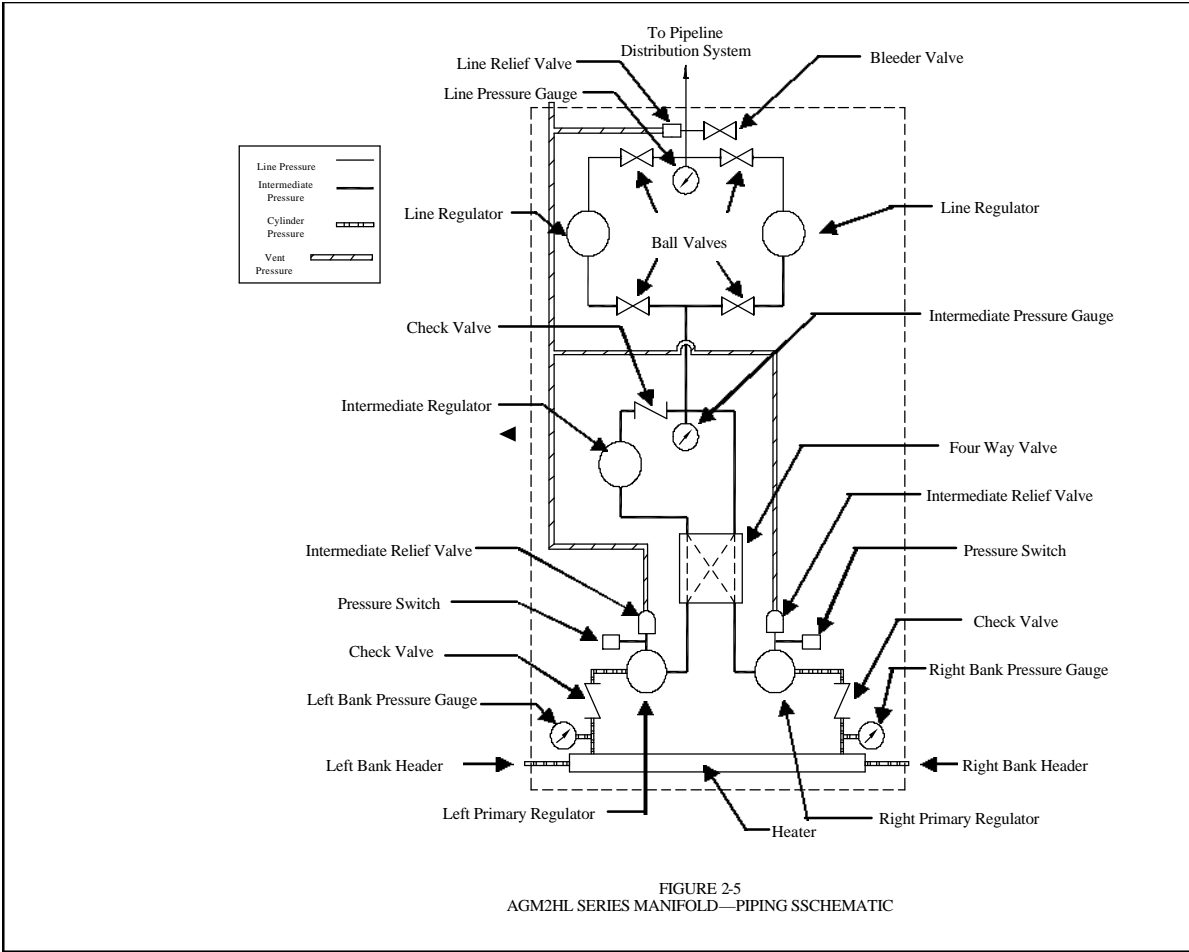 To Pipeline
Distribution System
Line Relief Valve
Bleeder Valve
Line Pressure Gauge
Line Pressure
Intermediate
Pressure
Cylinder
Pressure
Vent
Pressure
Line Regulator
Line Regulator
Ball Valves
Check Valve
Intermediate Pressure Gauge
Intermediate Regulator
Four Way Valve
Intermediate Relief Valve
Intermediate Relief Valve
Pressure Switch
Pressure Switch
Check Valve
Check Valve
Right Bank Pressure Gauge
Left Bank Pressure Gauge
Left Bank Header
Right Bank Header
Left Primary Regulator
Right Primary Regulator
Heater
FIGURE 2-5
AGM2HL SERIES MANIFOLD—PIPING SSCHEMATIC